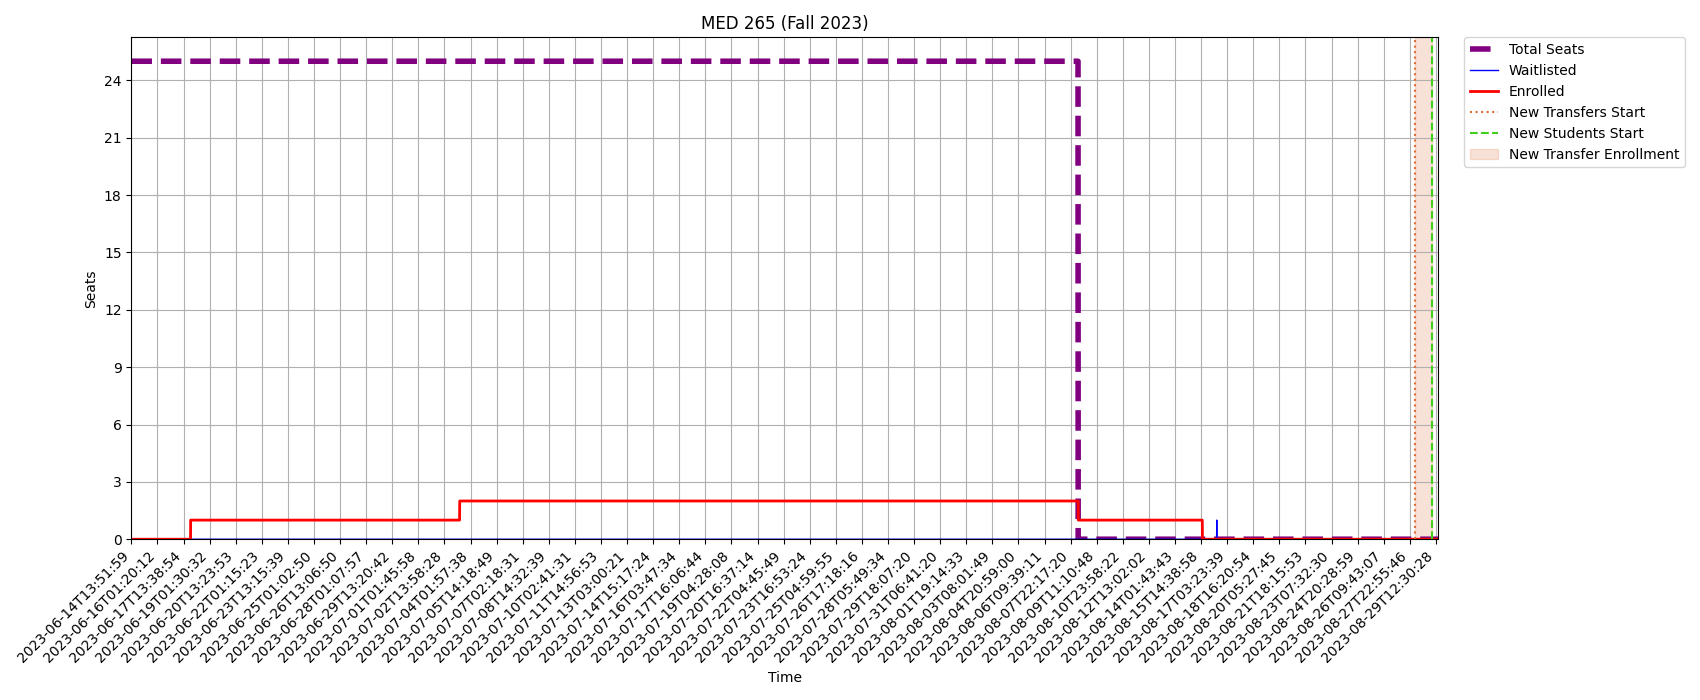 MED 265 (Fall 2023)
Total Seats
Waitlisted
Enrolled
New Transfers Start
New Students Start
New Transfer Enrollment
Seats
24
21
18
15
12
9
6
3
0
2023-06-14T13:51:59
2023-06-16T01:20:12
2023-06-17T13:38:54
2023-06-19T01:30:32
2023-06-20T13:23:53
2023-06-22T01:15:23
2023-06-23T13:15:39
2023-06-25T01:02:50
2023-06-26T13:06:50
2023-06-28T01:07:57
2023-06-29T13:20:42
2023-07-01T01:45:58
2023-07-02T13:58:28
2023-07-04T01:57:38
2023-07-05T14:18:49
2023-07-07T02:18:31
2023-07-08T14:32:39
2023-07-10T02:41:31
2023-07-11T14:56:53
2023-07-13T03:00:21
2023-07-14T15:17:24
2023-07-16T03:47:34
2023-07-17T16:06:44
2023-07-19T04:28:08
2023-07-20T16:37:14
2023-07-22T04:45:49
2023-07-23T16:53:24
2023-07-25T04:59:55
2023-07-26T17:18:16
2023-07-28T05:49:34
2023-07-29T18:07:20
2023-07-31T06:41:20
2023-08-01T19:14:33
2023-08-03T08:01:49
2023-08-04T20:59:00
2023-08-06T09:39:11
2023-08-07T22:17:20
2023-08-09T11:10:48
2023-08-10T23:58:22
2023-08-12T13:02:02
2023-08-14T01:43:43
2023-08-15T14:38:58
2023-08-17T03:23:39
2023-08-18T16:20:54
2023-08-20T05:27:45
2023-08-21T18:15:53
2023-08-23T07:32:30
2023-08-24T20:28:59
2023-08-26T09:43:07
2023-08-27T22:55:46
2023-08-29T12:30:28
Time